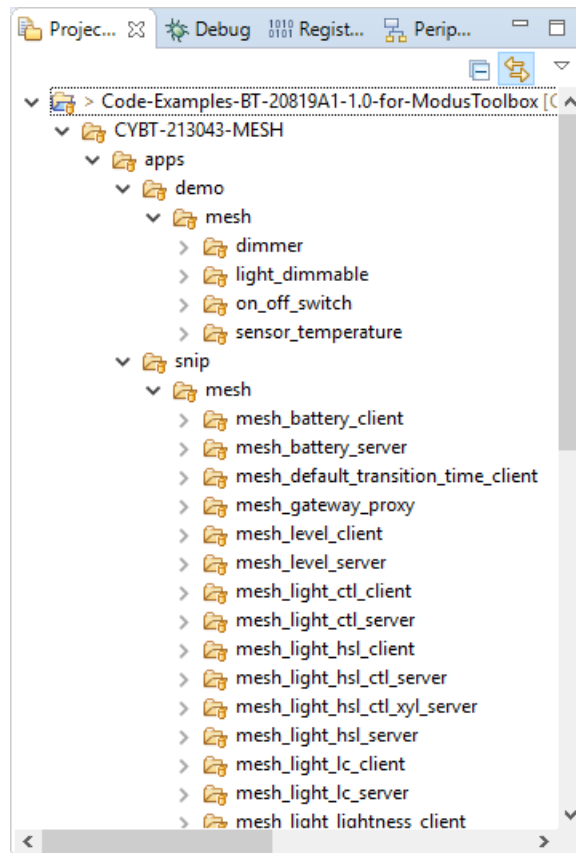 Projec... Debug 1010 0101 Regist... Perip...
> Code-Examples-BT-20819A1-1.0-for-ModusToolbox [C
CYBT-213043-MESH
apps
demo
mesh
dimmer
light_dimmable
on_off_switch
sensor_temperature
snip
mesh
mesh_battery_client
mesh_battery_server
mesh_default_transition_time_client
mesh_gateway_proxy
mesh_level_client
mesh_level_server
mesh_light_ctl_client
mesh_light_ctl_server
mesh_light_hsl_client
mesh_light_hsl_ctl_server
mesh_light_hsl_ctl_xyl_server
mesh_light_hsl_server
mesh_light_lc_client
mesh_light_lc_server
mesh_light_lightness_client